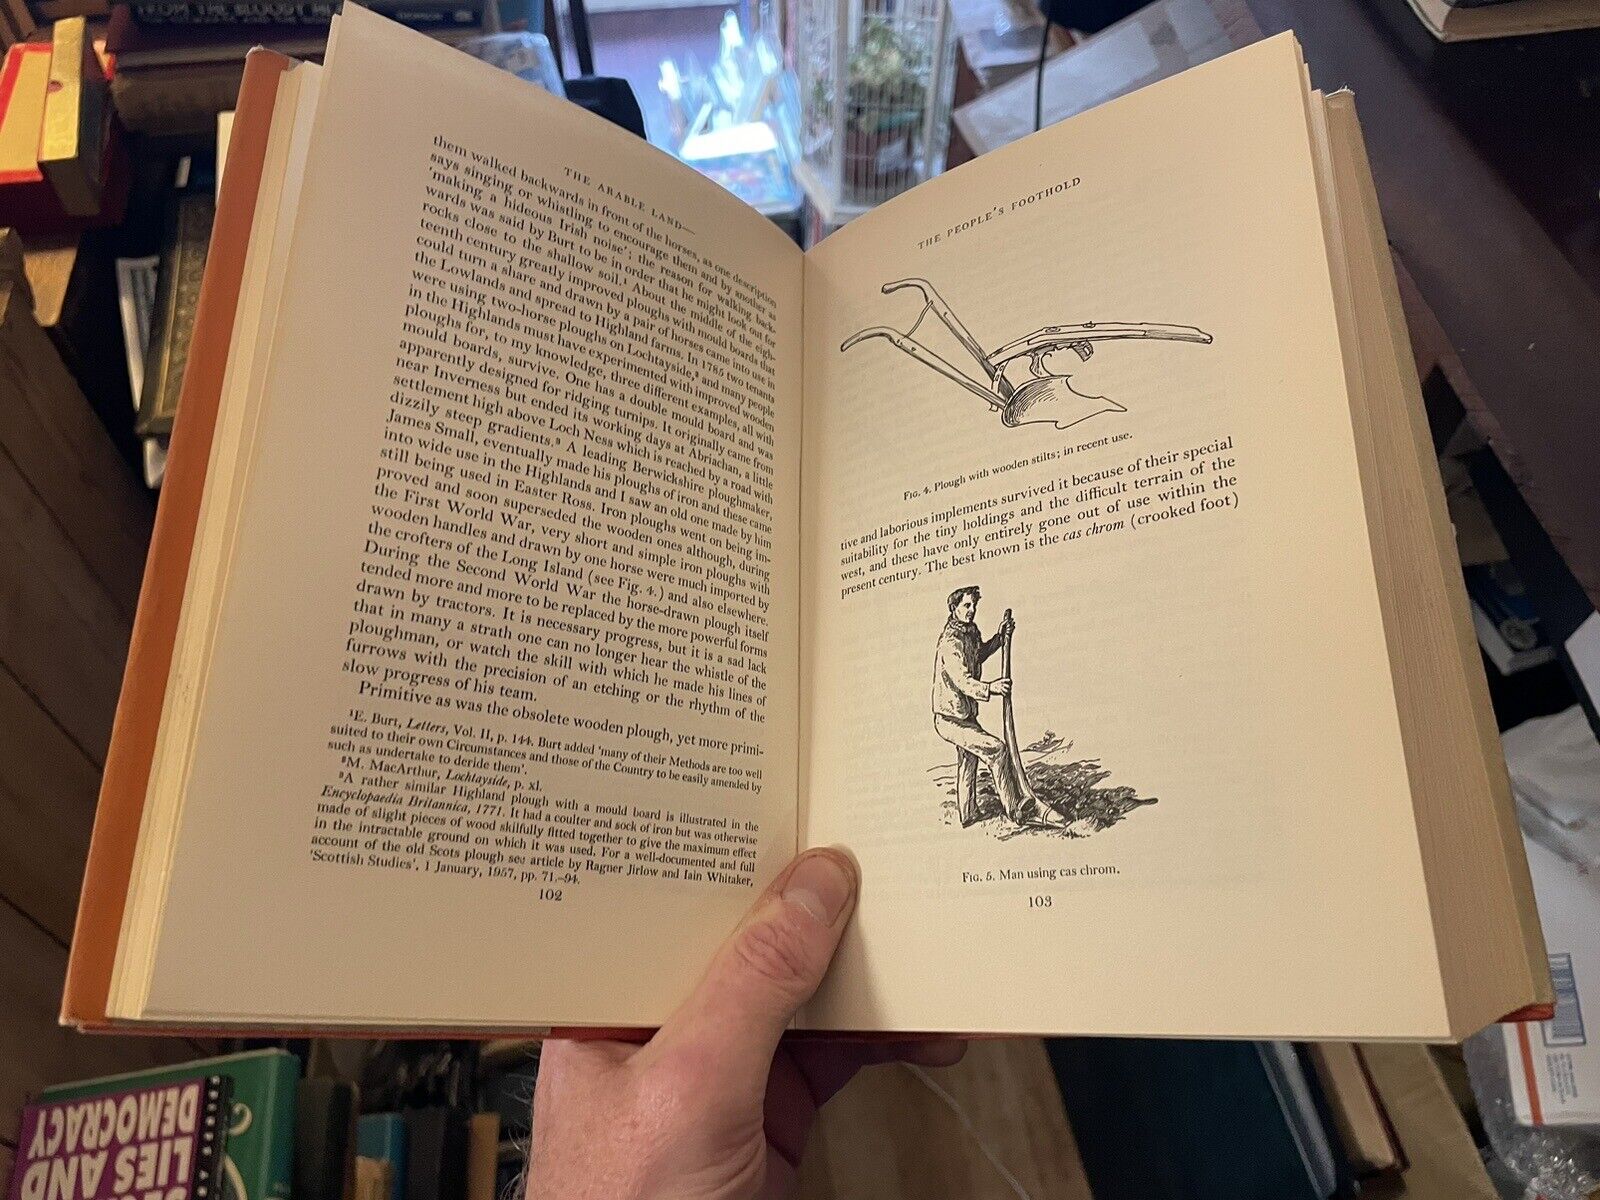 THE ARABLE LAND—
them walked backwards in front of the horses, as one description
says singing or whistling to encourage them and by another as
'making a hideous Irish noise'; the reason for walking back-
wards was said by Burt to be in order that he might look out for
rocks close to the shallow soil.¹ About the middle of the eigh-
teenth century greatly improved ploughs with mould boards that
could turn a share and drawn by a pair of horses came into use in
the Lowlands and spread to Highland farms. In 1785 two tenants
were using two-horse ploughs on Lochtayside,² and many people
in the Highlands must have experimented with improved wooden
ploughs for, to my knowledge, three different examples, all with
mould boards, survive. One has a double mould board and was
apparently designed for ridging turnips. It originally came from
near Inverness but ended its working days at Abriachan, a little
settlement high above Loch Ness which is reached by a road with
dizzily steep gradients.³ A leading Berwickshire ploughmaker,
James Small, eventually made his ploughs of iron and these came
into wide use in the Highlands and I saw an old one made by him
still being used in Easter Ross. Iron ploughs went on being im-
proved and soon superseded the wooden ones although, during
the First World War, very short and simple iron ploughs with
wooden handles and drawn by one horse were much imported by
the crofters of the Long Island (see Fig. 4.) and also elsewhere.
During the Second World War the horse-drawn plough itself
tended more and more to be replaced by the more powerful forms
drawn by tractors. It is necessary progress, but it is a sad lack
that in many a strath one can no longer hear the whistle of the
ploughman, or watch the skill with which he made his lines of
furrows with the precision of an etching or the rhythm of the
slow progress of his team.
Primitive as was the obsolete wooden plough, yet more primi-
¹E. Burt, Letters, Vol. II, p. 144. Burt added 'many of their Methods are too well
suited to their own Circumstances and those of the Country to be easily amended by
such as undertake to deride them'.
²M. MacArthur, Lochtayside, p. xl.
³A rather similar Highland plough with a mould board is illustrated in the
Encyclopaedia Britannica, 1771. It had a coulter and sock of iron but was otherwise
made of slight pieces of wood skilfully fitted together to give the maximum effect
in the intractable ground on which it was used. For a well-documented and full
account of the old Scots plough see article by Ragner Jirlow and Iain Whitaker,
'Scottish Studies', 1 January, 1957, pp. 71.–94.
102
THE PEOPLE'S FOOTHOLD
FIG. 4. Plough with wooden stilts; in recent use.
tive and laborious implements survived it because of their special
suitability for the tiny holdings and the difficult terrain of the
west, and these have only entirely gone out of use within the
present century. The best known is the cas chrom (crooked foot)
FIG. 5. Man using cas chrom.
103
FROM THE BLOODY
LIES AND
DEMOCRACY